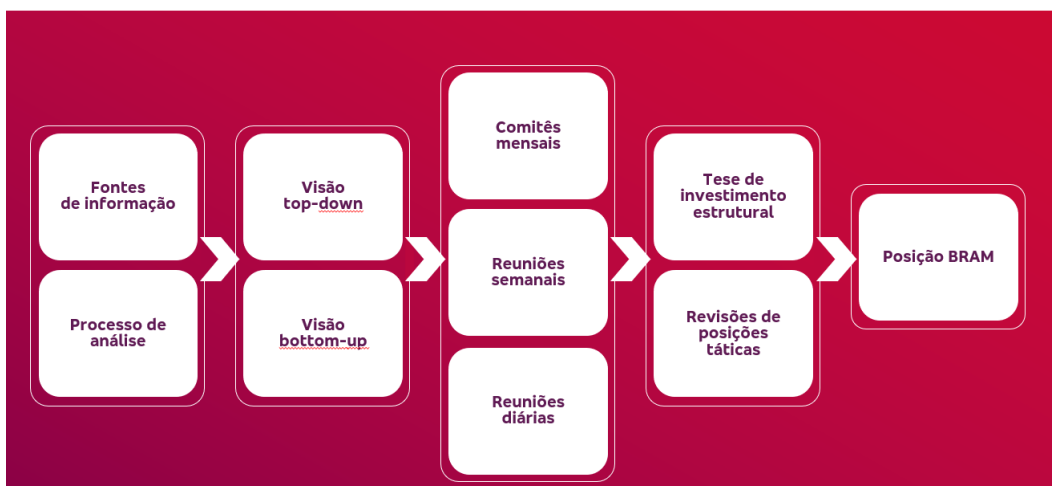 Fontes
de informação
Processo de
análise
Visão
top-down
Visão
bottom-up
Comitês
mensais
Reuniões
semanais
Reuniões
diárias
Tese de
investimento
estrutural
Revisões de
posições
táticas
Posição BRAM